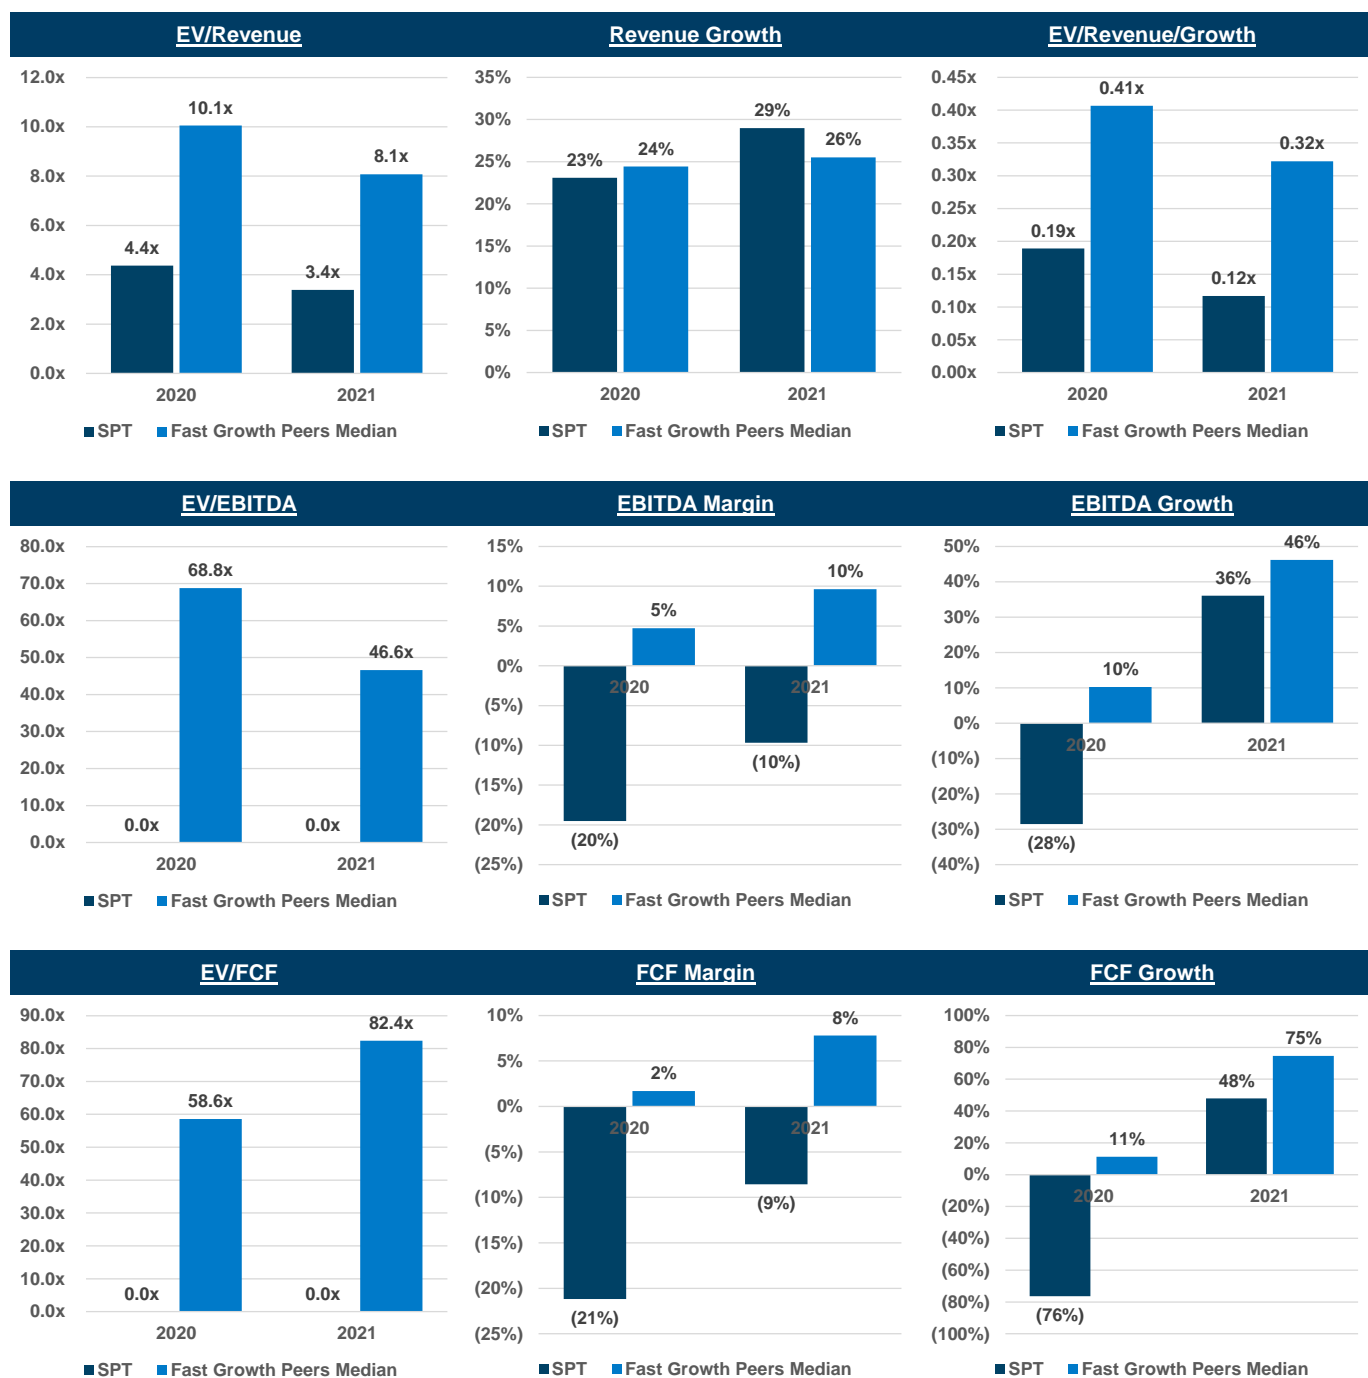 EV/Revenue
12.0x
10.0x
8.0x
6.0x
4.0x
2.0x
0.0x
4.4x
10.1x
3.4x
8.1x
2020 2021
SPT Fast Growth Peers Median
Revenue Growth
35%
30%
25%
20%
15%
10%
5%
0%
23%
24%
29%
26%
2020 2021
SPT Fast Growth Peers Median
EV/Revenue/Growth
0.45x
0.40x
0.35x
0.30x
0.25x
0.20x
0.15x
0.10x
0.05x
0.00x
0.19x
0.41x
0.12x
0.32x
2020 2021
SPT Fast Growth Peers Median
EV/EBITDA
80.0x
70.0x
60.0x
50.0x
40.0x
30.0x
20.0x
10.0x
0.0x
0.0x
68.8x
0.0x
46.6x
2020 2021
SPT Fast Growth Peers Median
EBITDA Margin
15%
10%
5%
0%
(5%)
(10%)
(15%)
(20%)
(25%)
(20%)
5%
(10%)
10%
2020 2021
SPT Fast Growth Peers Median
EBITDA Growth
50%
40%
30%
20%
10%
0%
(10%)
(20%)
(30%)
(40%)
(28%)
10%
36%
46%
2020 2021
SPT Fast Growth Peers Median
EV/FCF
90.0x
80.0x
70.0x
60.0x
50.0x
40.0x
30.0x
20.0x
10.0x
0.0x
0.0x
58.6x
0.0x
82.4x
2020 2021
SPT Fast Growth Peers Median
FCF Margin
10%
5%
0%
(5%)
(10%)
(15%)
(20%)
(25%)
(21%)
2%
(9%)
8%
2020 2021
SPT Fast Growth Peers Median
FCF Growth
100%
80%
60%
40%
20%
0%
(20%)
(40%)
(60%)
(80%)
(100%)
(76%)
11%
48%
75%
2020 2021
SPT Fast Growth Peers Median